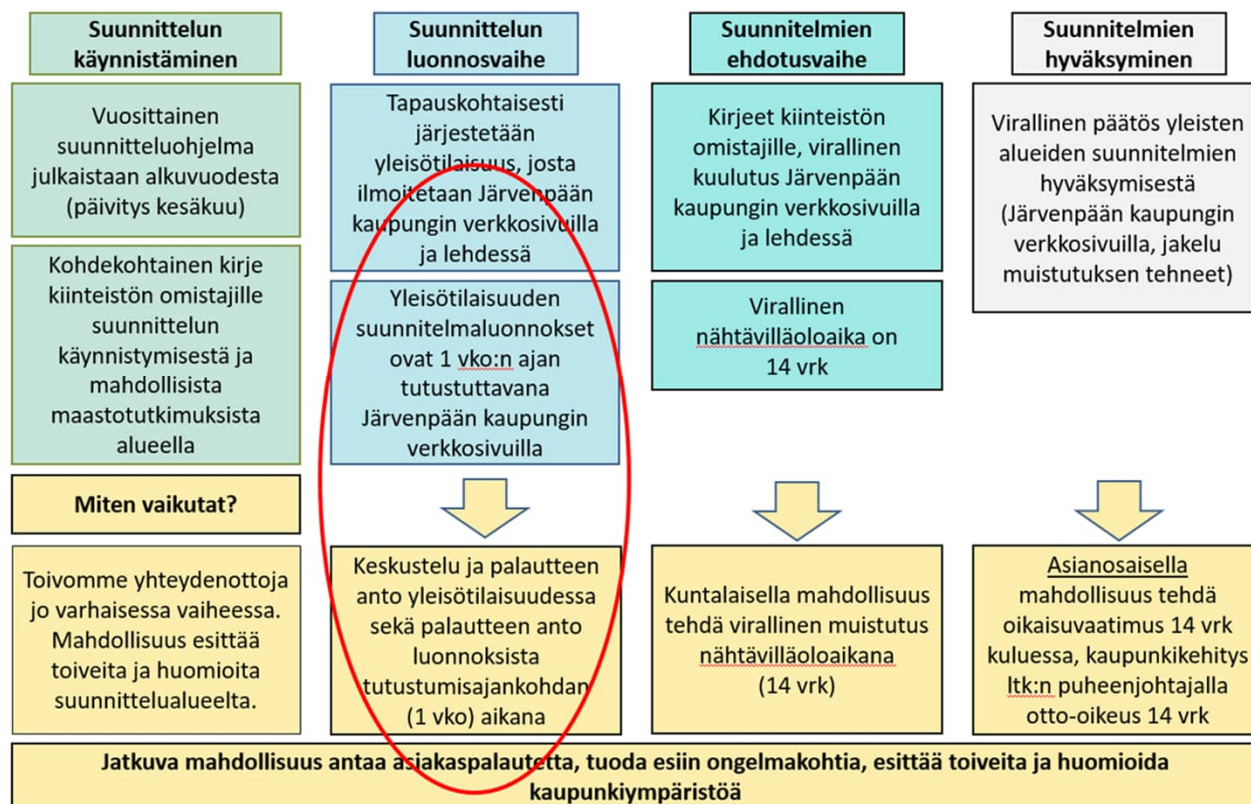 Suunnittelun
käynnistäminen
Vuosittainen
suunnitteluohjelma
julkaistaan alkuvuodesta
(päivitys kesäkuu)
Kohdekohtainen kirje
kiinteistön omistajille
suunnittelun
käynnistymisestä ja
mahdollisista
maastotutkimuksista
alueella
Miten vaikutat?
Toivomme yhteydenottoja
jo varhaisessa vaiheessa.
Mahdollisuus esittää
toiveita ja huomioita
suunnittelualueelta.
Suunnittelun
luonnosvaihe
Tapauskohtaisesti
järjestetään
yleisötilaisuus, josta
ilmoitetaan Järvenpään
kaupungin verkkosivuilla
ja lehdessä
Yleisötilaisuuden
suunnitelmaluonnokset
ovat 1 vko:n ajan
tutustuttavana
Järvenpään kaupungin
verkkosivuilla
Keskustelu ja palautteen
anto yleisötilaisuudessa
sekä palautteen anto
luonnoksista
tutustumisajankohdan
(1 vko) aikana
Suunnitelmien
ehdotusvaihe
Kirjeet kiinteistön
omistajille, virallinen
kuulutus Järvenpään
kaupungin verkkosivuilla
ja lehdessä
Virallinen
nähtävilläoloaika on
14 vrk
Kuntalaisella mahdollisuus
tehdä virallinen muistutus
nähtävilläoloaikana
(14 vrk)
Suunnitelmien
hyväksyminen
Virallinen päätös yleisten
alueiden suunnitelmien
hyväksymisestä
(Järvenpään kaupungin
verkkosivuilla, jakelu
muistutuksen tehneet)
Asianosaisella
mahdollisuus tehdä
oikaisuvaatimus 14 vrk
kuluessa, kaupunkikehitys
ltk:n puheenjohtajalla
otto-oikeus 14 vrk
Jatkuva mahdollisuus antaa asiakaspalautetta, tuoda esiin ongelmakohtia, esittää toiveita ja huomioida
kaupunkiympäristöä